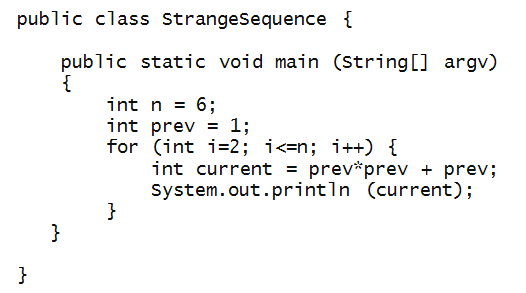 public class StrangeSequence {
public static void main (String[] argv)
{
int n = 6;
int prev = 1;
for (int i=2; i<=n; i++) {
int current = prev*prev + prev;
System.out.println (current);
}
}
}